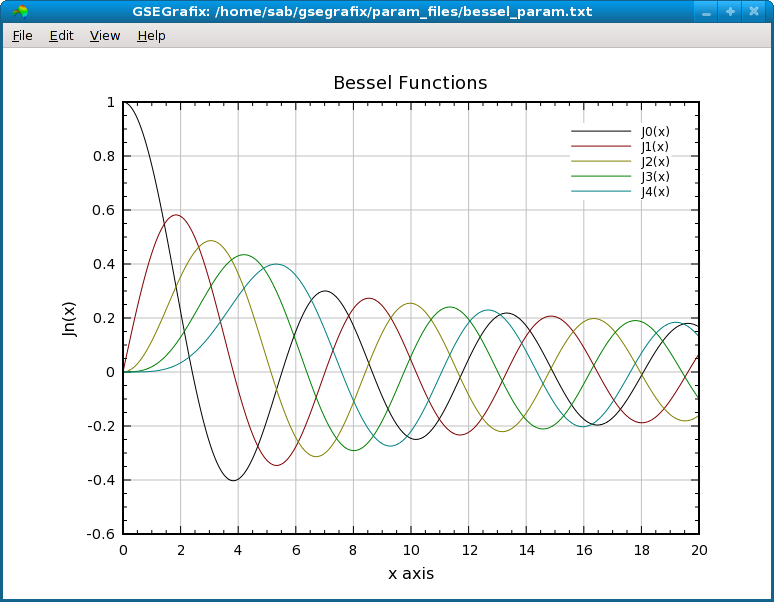 GSEGrafix: /home/sab/gsegrafix/param_files/bessel_param.txt
File Edit View Help
Bessel Functions
1
0.8
0.6
0.4
0.2
0
-0.2
-0.4
-0.6
Jn(x)
J0(x)
J1(x)
J2(x)
J3(x)
J4(x)
0 2 4 6 8 10 12 14 16 18 20
x axis